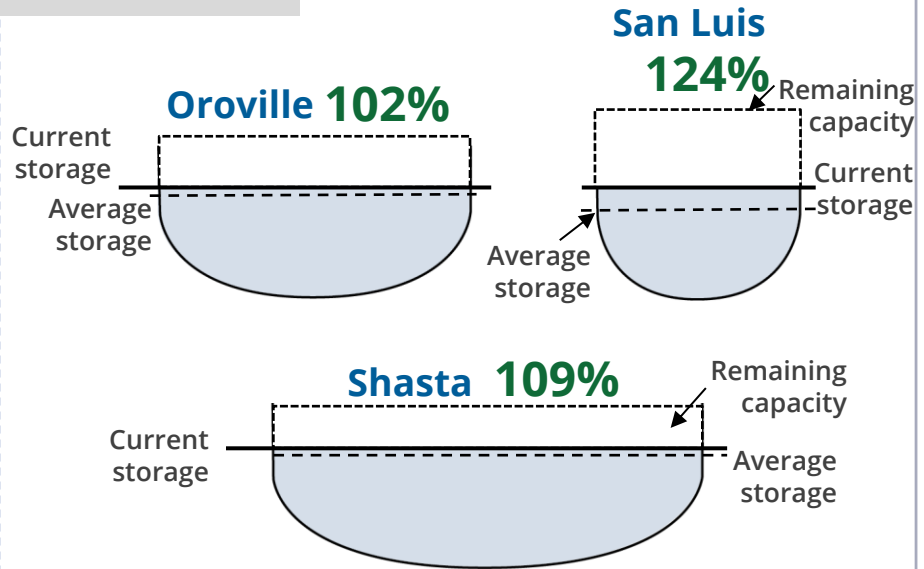 San Luis
124%
Remaining
capacity
Oroville 102%
Current
storage
Average
storage
Current
storage
Average
storage
Shasta 109%
Remaining
capacity
Current
storage
Average
storage